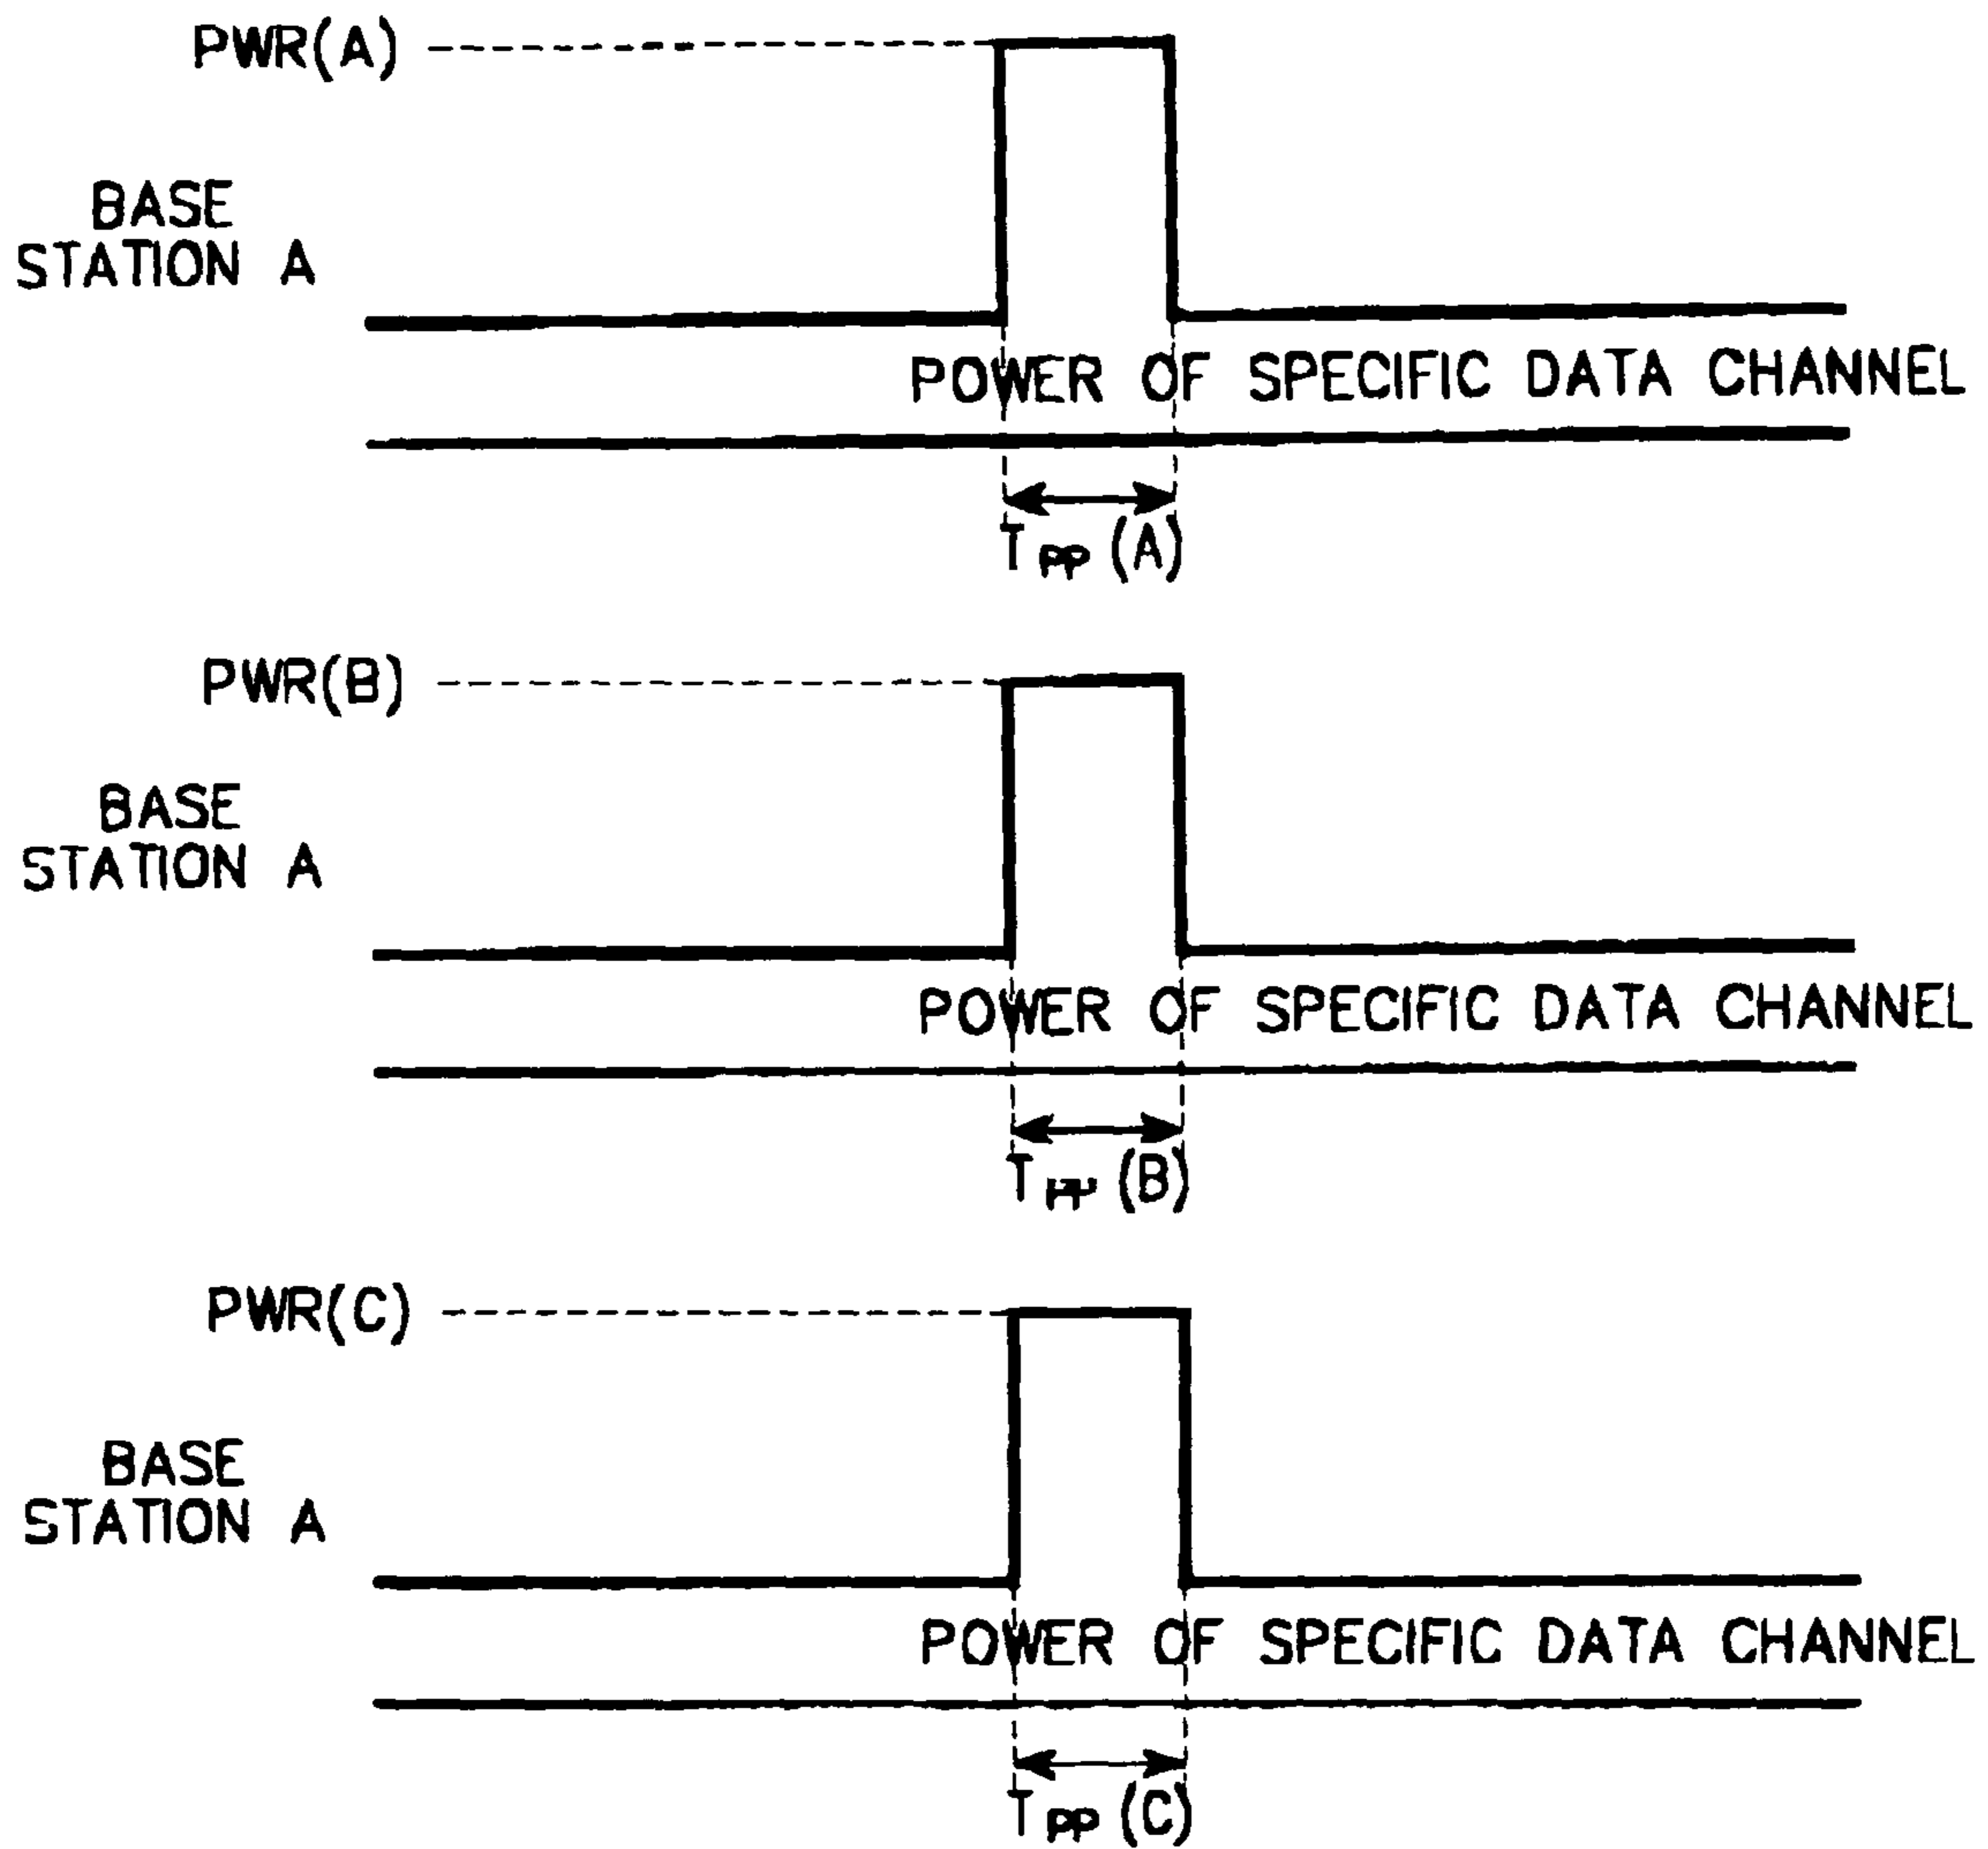 PWR(A)
BASE
STATION A
POWER OF SPECIFIC DATA CHANNEL
Tpp (A)
PWR(B)
BASE
STATION A
POWER OF SPECIFIC DATA CHANNEL
Tpp (B)
PWR(C)
BASE
STATION A
POWER OF SPECIFIC DATA CHANNEL
Tpp (C)